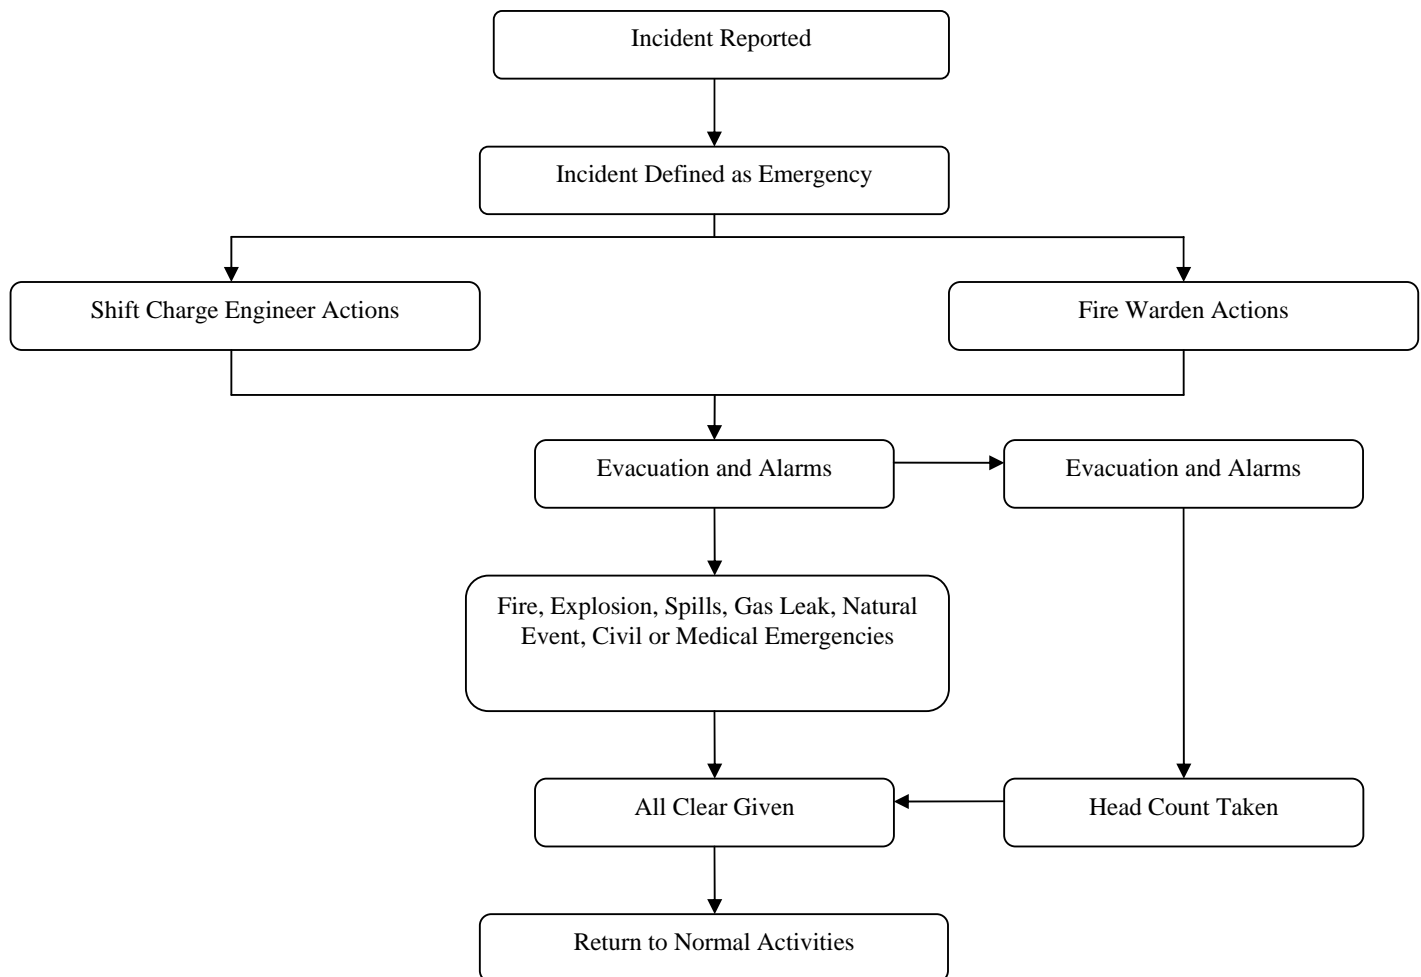 Incident Reported
Incident Defined as Emergency
Shift Charge Engineer Actions
Fire Warden Actions
Evacuation and Alarms
Evacuation and Alarms
Fire, Explosion, Spills, Gas Leak, Natural
Event, Civil or Medical Emergencies
All Clear Given
Head Count Taken
Return to Normal Activities